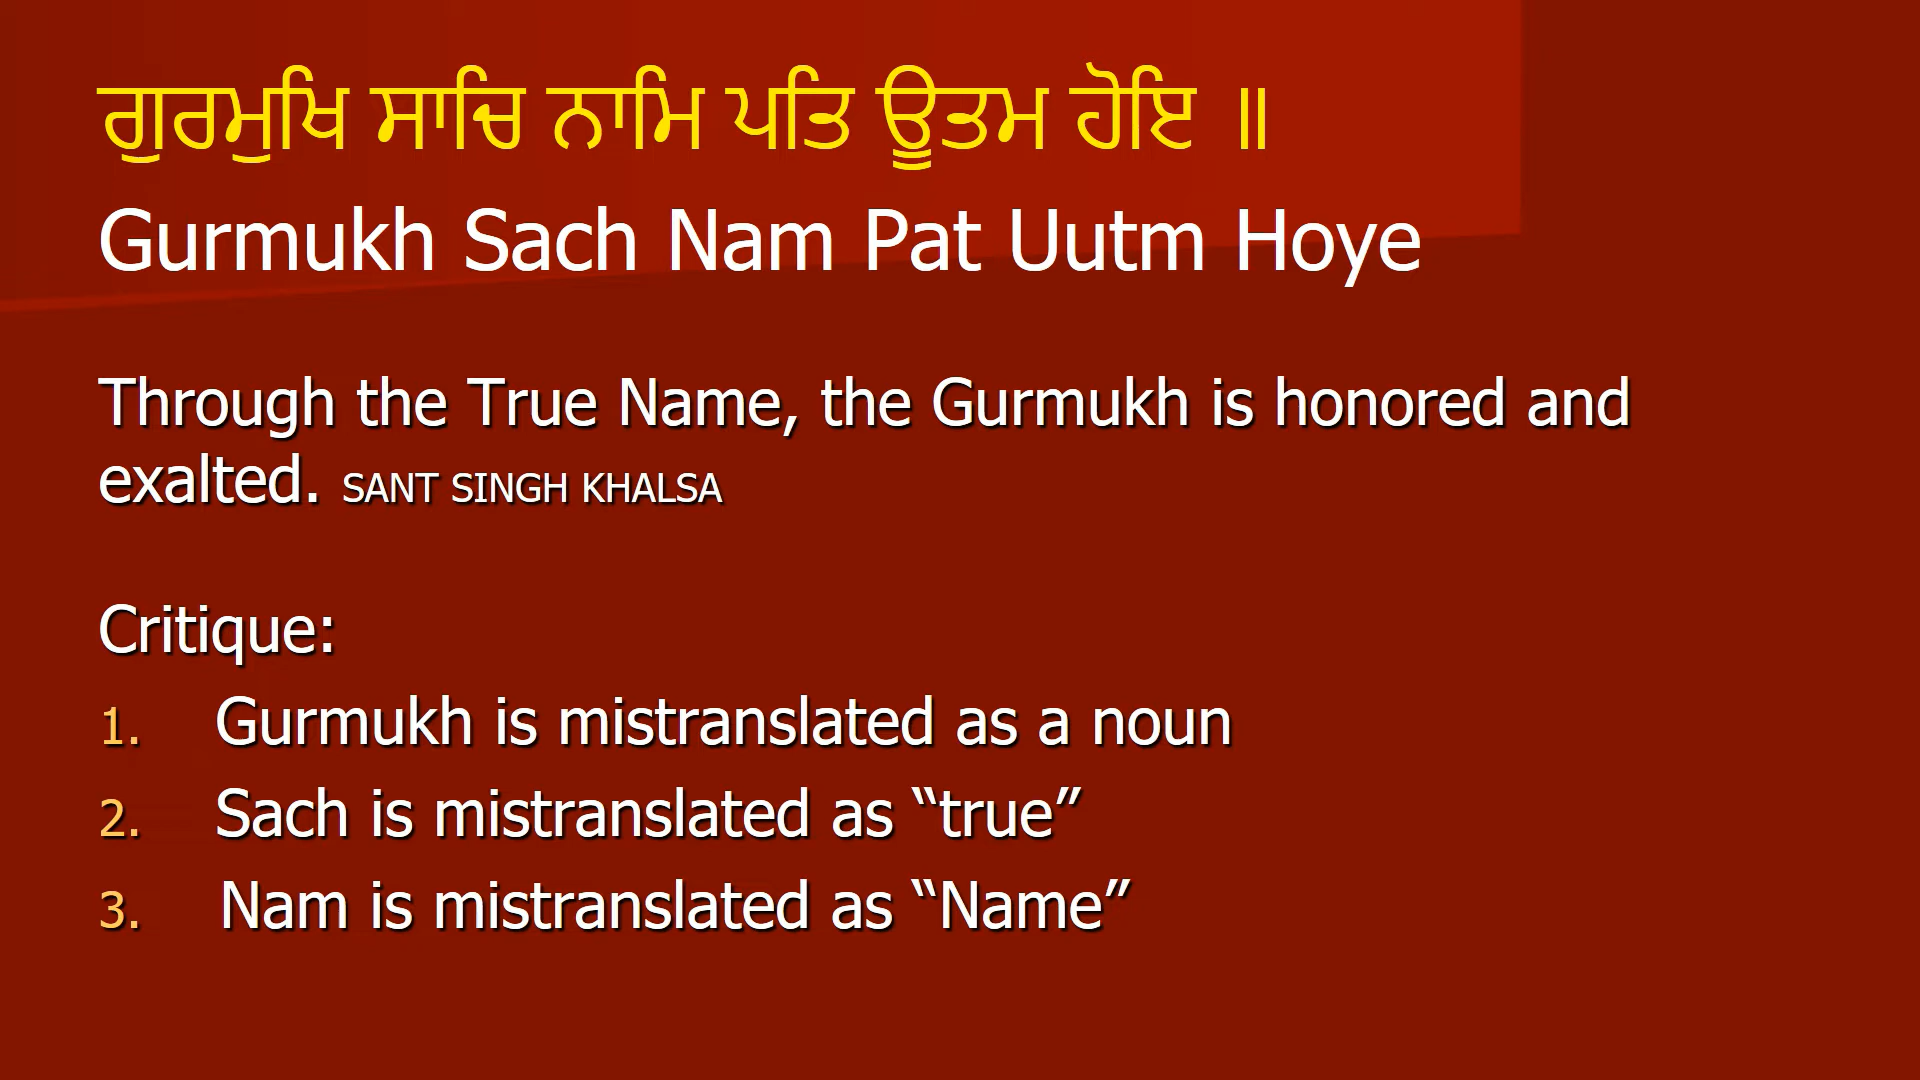 ਗੁਰਮੁਖਿ ਸਾਚਿ ਨਾਮਿ ਪਤਿ ਊਤਮ ਹੋਇ ॥
Gurmukh Sach Nam Pat Uutm Hoye
Through the True Name, the Gurmukh is honored and
exalted. SANT SINGH KHALSA
Critique:
1. Gurmukh is mistranslated as a noun
2. Sach is mistranslated as “true”
3. Nam is mistranslated as “Name”